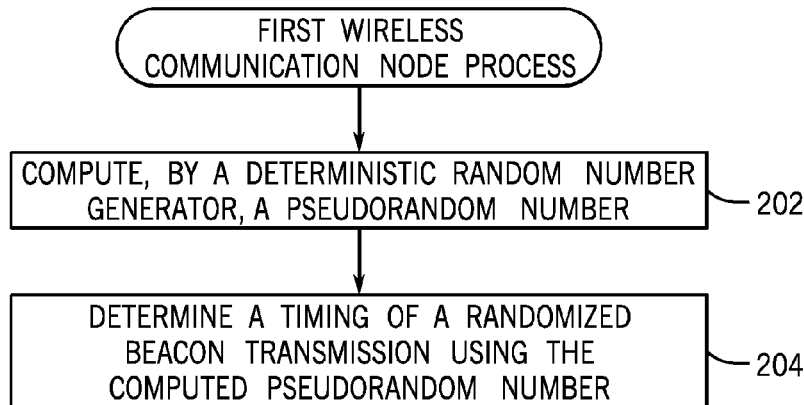 FIRST WIRELESS
COMMUNICATION NODE PROCESS
COMPUTE, BY A DETERMINISTIC RANDOM NUMBER
GENERATOR, A PSEUDORANDOM NUMBER
202
DETERMINE A TIMING OF A RANDOMIZED
BEACON TRANSMISSION USING THE
COMPUTED PSEUDORANDOM NUMBER
204